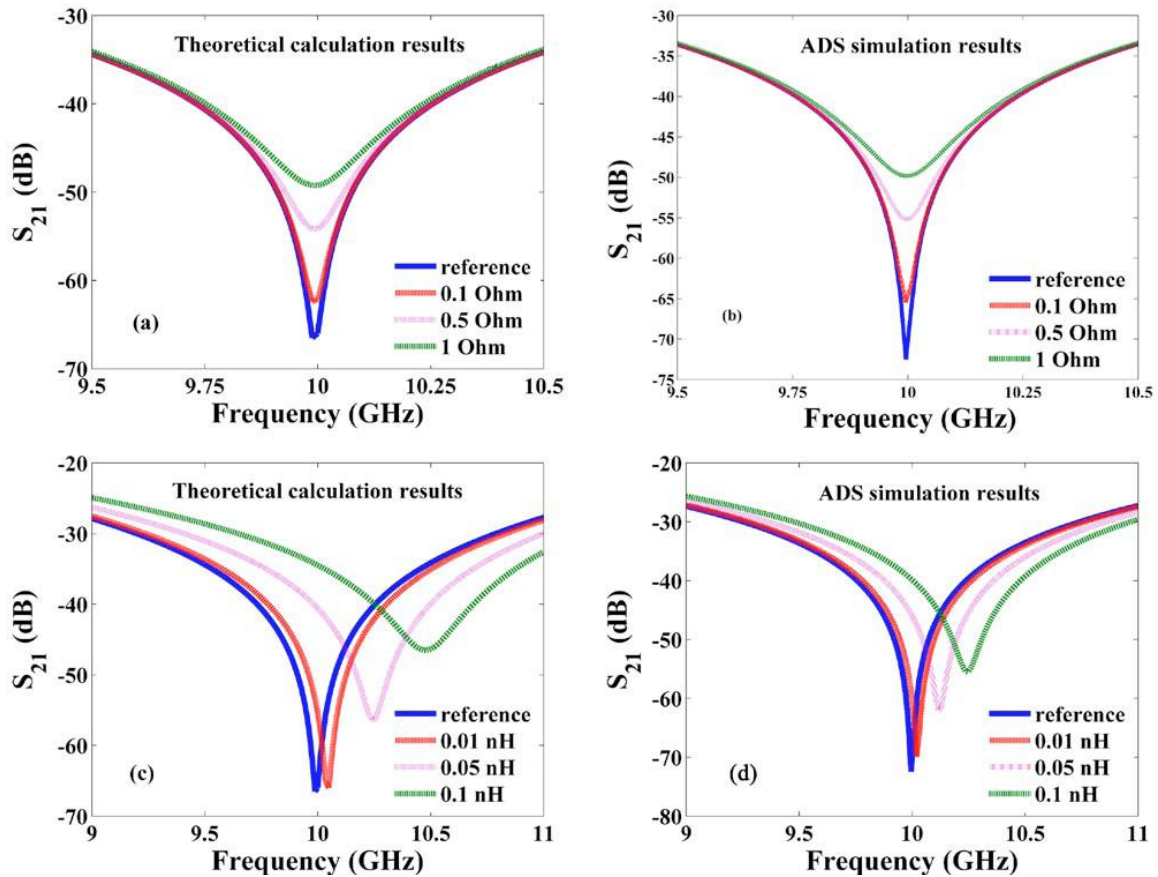 -30
Theoretical calculation results
-40
-50
-60
-70
S21 (dB)
reference
0.1 Ohm
0.5 Ohm
1 Ohm
(a)
9.5
9.75
10
10.25
10.5
Frequency (GHz)
-30
ADS simulation results
-35
-40
-45
-50
-55
-60
-65
-70
-75
S21 (dB)
reference
0.1 Ohm
0.5 Ohm
1 Ohm
(b)
9.5
9.75
10
10.25
10.5
Frequency (GHz)
-20
Theoretical calculation results
-30
-40
-50
-60
-70
S21 (dB)
reference
0.01 nH
0.05 nH
0.1 nH
(c)
9
9.5
10
10.5
11
Frequency (GHz)
-20
ADS simulation results
-30
-40
-50
-60
-70
-80
S21 (dB)
reference
0.01 nH
0.05 nH
0.1 nH
(d)
9
9.5
10
10.5
11
Frequency (GHz)